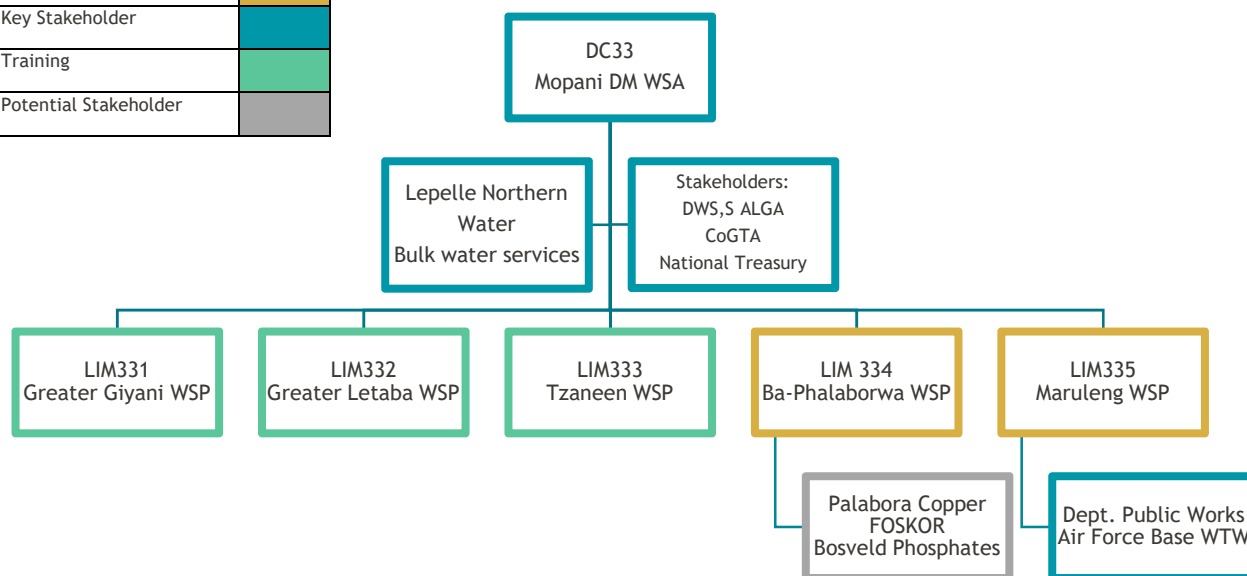 Key Stakeholder
Training
Potential Stakeholder
DC33
Mopani DM WSA
Lepelle Northern
Water
Bulk water services
Stakeholders:
DWS,S ALGA
CoGTA
National Treasury
LIM331
Greater Giyani WSP
LIM332
Greater Letaba WSP
LIM333
Tzaneen WSP
LIM 334
Ba-Phalaborwa WSP
LIM335
Maruleng WSP
Palabora Copper
FOSKOR
Bosveld Phosphates
Dept. Public Works
Air Force Base WTW